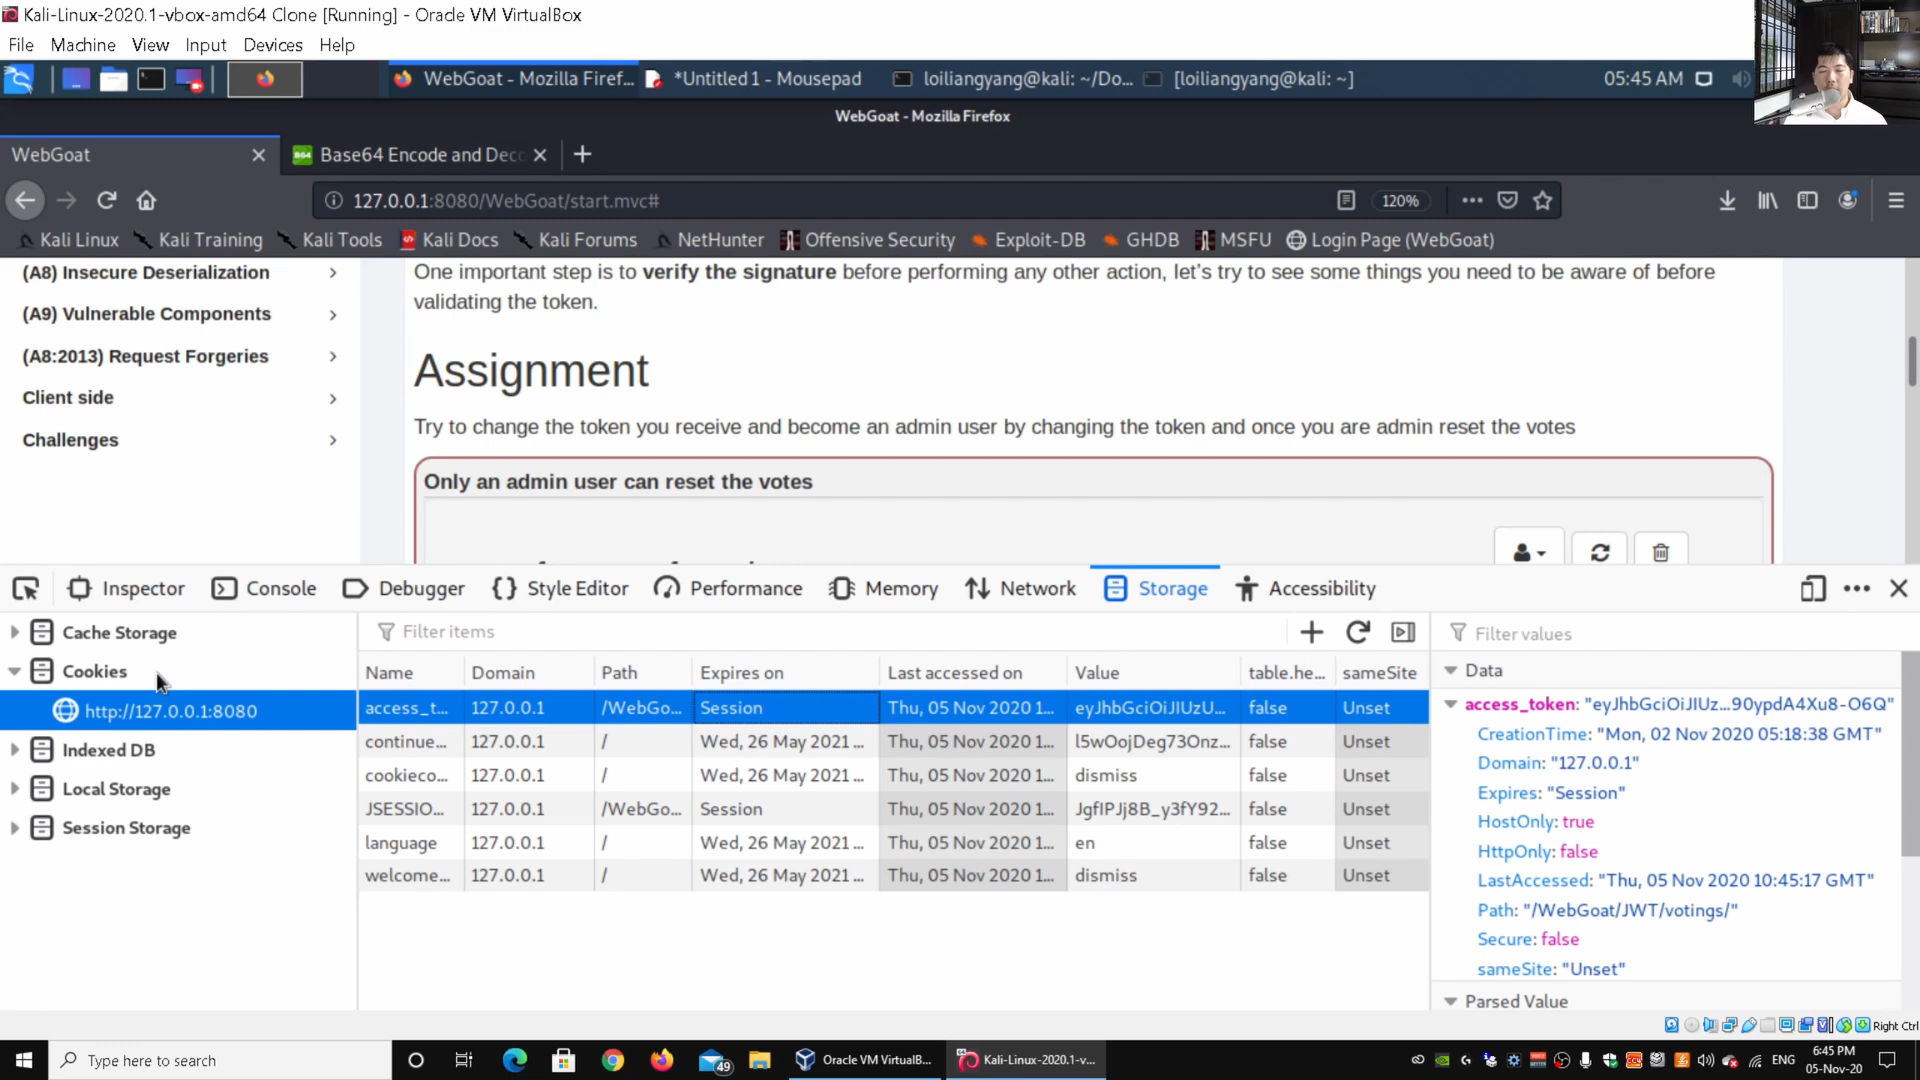 Kali-Linux-2020.1-vbox-amd64 Clone [Running] - Oracle VM VirtualBox
File Machine View Input Devices Help
WebGoat - Mozilla Firef... *Untitled 1 - Mousepad loiliangyang@kali: ~/Do... [loiliangyang@kali: ~] 05:45 AM
WebGoat - Mozilla Firefox
WebGoat B64 Base64 Encode and Deco
127.0.0.1:8080/WebGoat/start.mvc# 120%
Kali Linux Kali Training Kali Tools Kali Docs Kali Forums NetHunter Offensive Security Exploit-DB GHDB MSFU Login Page (WebGoat)
(A8) Insecure Deserialization
(A9) Vulnerable Components
(A8:2013) Request Forgeries
Client side
Challenges
One important step is to verify the signature before performing any other action, let's try to see some things you need to be aware of before
validating the token.
Assignment
Try to change the token you receive and become an admin user by changing the token and once you are admin reset the votes
Only an admin user can reset the votes
Inspector Console Debugger Style Editor Performance Memory Network Storage Accessibility
Cache Storage
Cookies
http://127.0.0.1:8080
Indexed DB
Local Storage
Session Storage
Filter items
Name Domain Path Expires on Last accessed on Value table.he... sameSite
access_t... 127.0.0.1 /WebGo... Session Thu, 05 Nov 2020 1... eyJhbGciOiJIUzU... false Unset
continue... 127.0.0.1 / Wed, 26 May 2021 ... Thu, 05 Nov 2020 1... l5wOojDeg73Onz... false Unset
cookieco... 127.0.0.1 / Wed, 26 May 2021 ... Thu, 05 Nov 2020 1... dismiss false Unset
JSESSIO... 127.0.0.1 /WebGo... Session Thu, 05 Nov 2020 1... JgfIPJj8B_y3fY92... false Unset
language 127.0.0.1 / Wed, 26 May 2021 ... Thu, 05 Nov 2020 1... en false Unset
welcome... 127.0.0.1 / Wed, 26 May 2021 ... Thu, 05 Nov 2020 1... dismiss false Unset
Filter values
Data
access_token: "eyJhbGciOiJIUz...90ypdA4Xu8-O6Q"
CreationTime: "Mon, 02 Nov 2020 05:18:38 GMT"
Domain: "127.0.0.1"
Expires: "Session"
HostOnly: true
HttpOnly: false
LastAccessed: "Thu, 05 Nov 2020 10:45:17 GMT"
Path: "/WebGoat/JWT/votings/"
Secure: false
sameSite: "Unset"
Parsed Value
Right Ctrl
Type here to search 49 Oracle VM VirtualB... Kali-Linux-2020.1-v... ENG 6:45 PM
05-Nov-20